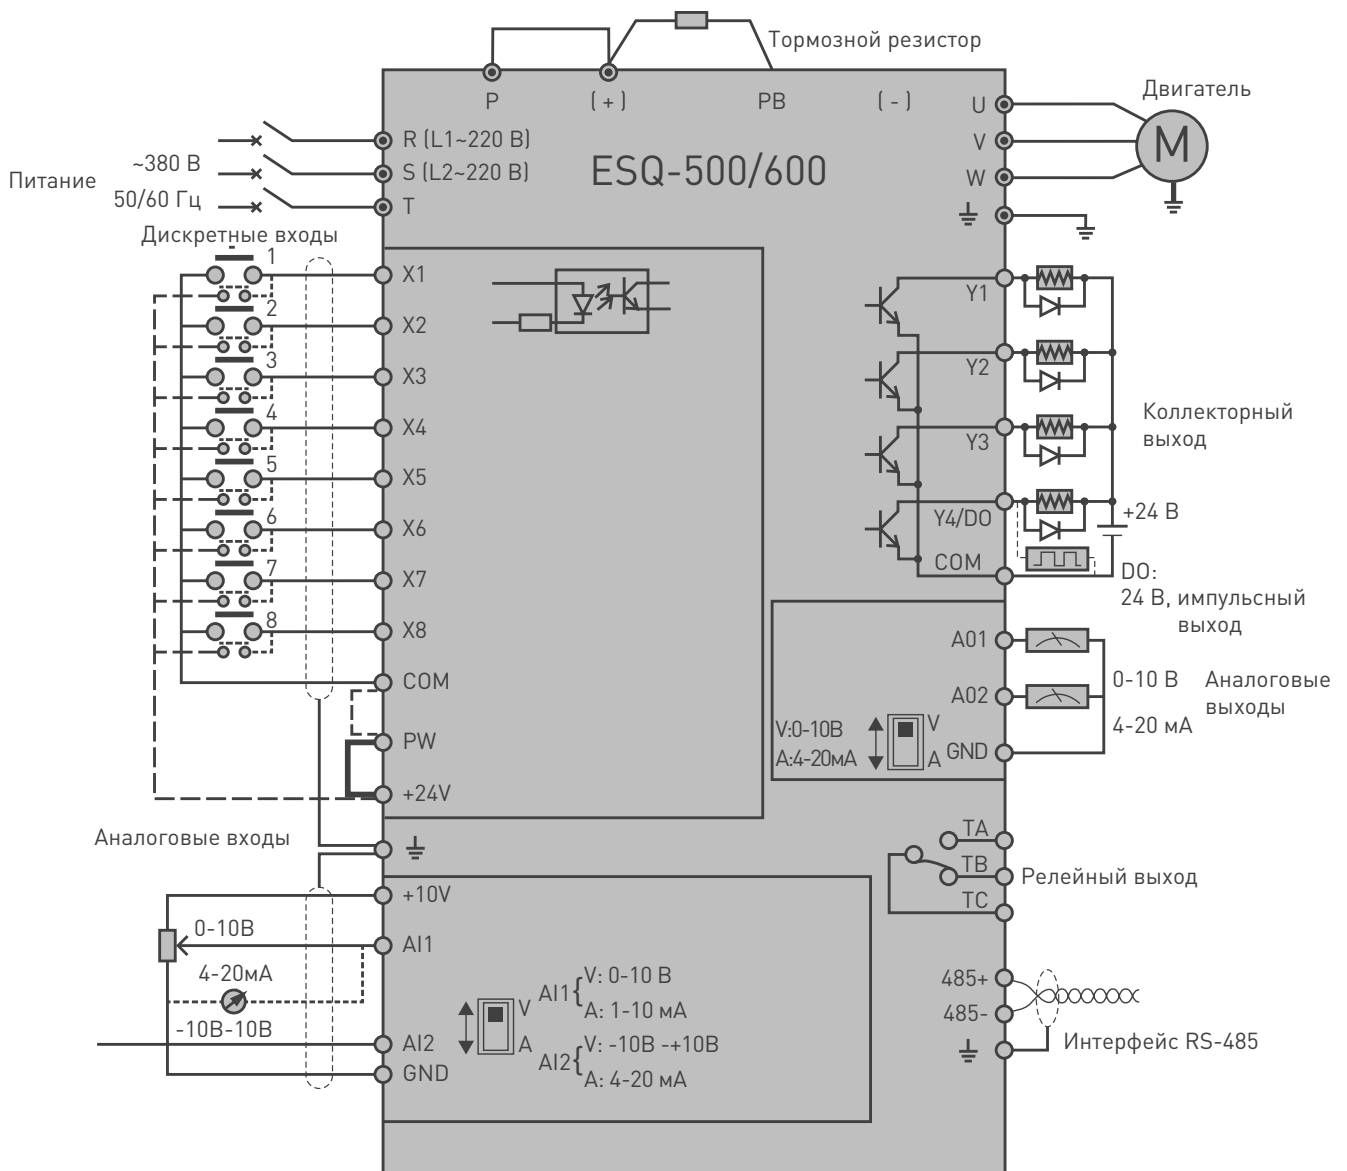 Тормозной резистор
P
(+)
PB
(-)
ESQ-500/600
Питание
~380 В
50/60 Гц
R (L1~220 В)
S (L2~220 В)
T
U
V
W
Двигатель
M
Дискретные входы
1
X1
2
X2
3
X3
4
X4
5
X5
6
X6
7
X7
8
X8
COM
PW
+24V
Y1
Y2
Y3
Y4/DO
COM
Коллекторный
выход
+24 В
DO:
24 В, импульсный
выход
A01
A02
GND
V:0-10В
A:4-20мА
V
A
0-10 В
4-20 мА
Аналоговые
выходы
TA
TB
TC
Релейный выход
Аналоговые входы
+10V
0-10В
AI1
4-20мА
-10В-10В
AI2
GND
V
A
AI1
V: 0-10 В
A: 1-10 мА
AI2
V: -10В -+10В
A: 4-20 мА
485+
485-
Интерфейс RS-485